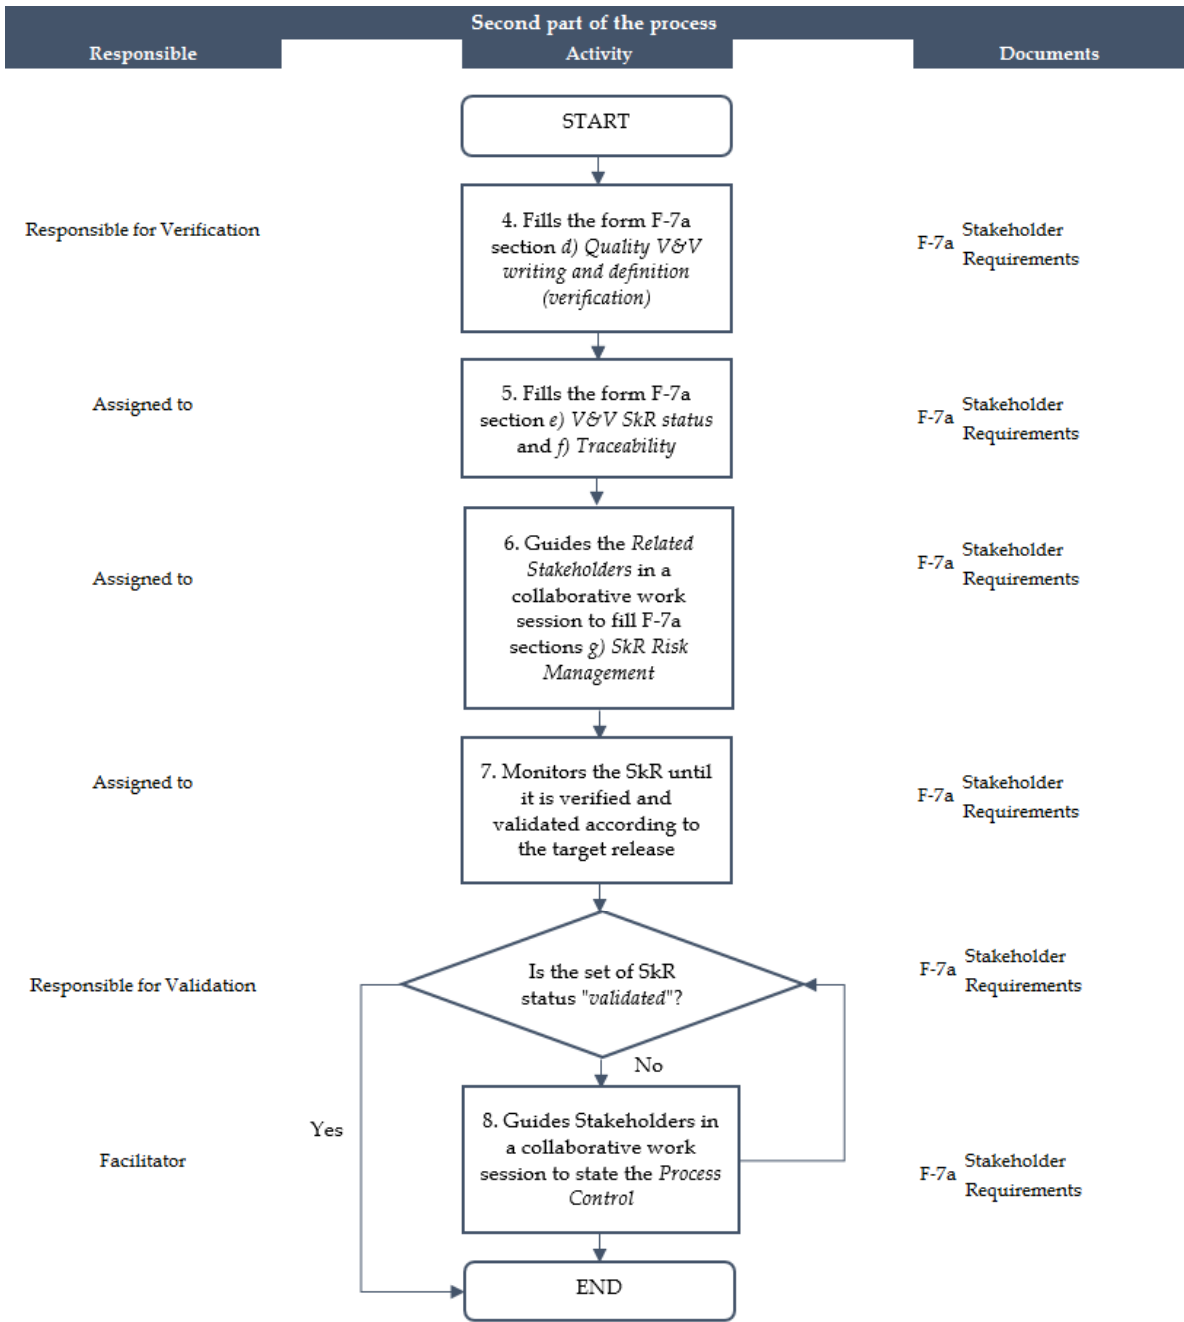 Second part of the process
Responsible
Activity
Documents
START
Responsible for Verification
4. Fills the form F-7a
section d) Quality V&V
writing and definition
(verification)
F-7a
Stakeholder
Requirements
Assigned to
5. Fills the form F-7a
section e) V&V SkR status
and f) Traceability
F-7a
Stakeholder
Requirements
Assigned to
6. Guides the Related
Stakeholders in a
collaborative work
session to fill F-7a
sections g) SkR Risk
Management
F-7a
Stakeholder
Requirements
Assigned to
7. Monitors the SkR until
it is verified and
validated according to
the target release
F-7a
Stakeholder
Requirements
Responsible for Validation
Is the set of SkR
status "validated"?
F-7a
Stakeholder
Requirements
No
Yes
Facilitator
8. Guides Stakeholders in
a collaborative work
session to state the Process
Control
F-7a
Stakeholder
Requirements
END